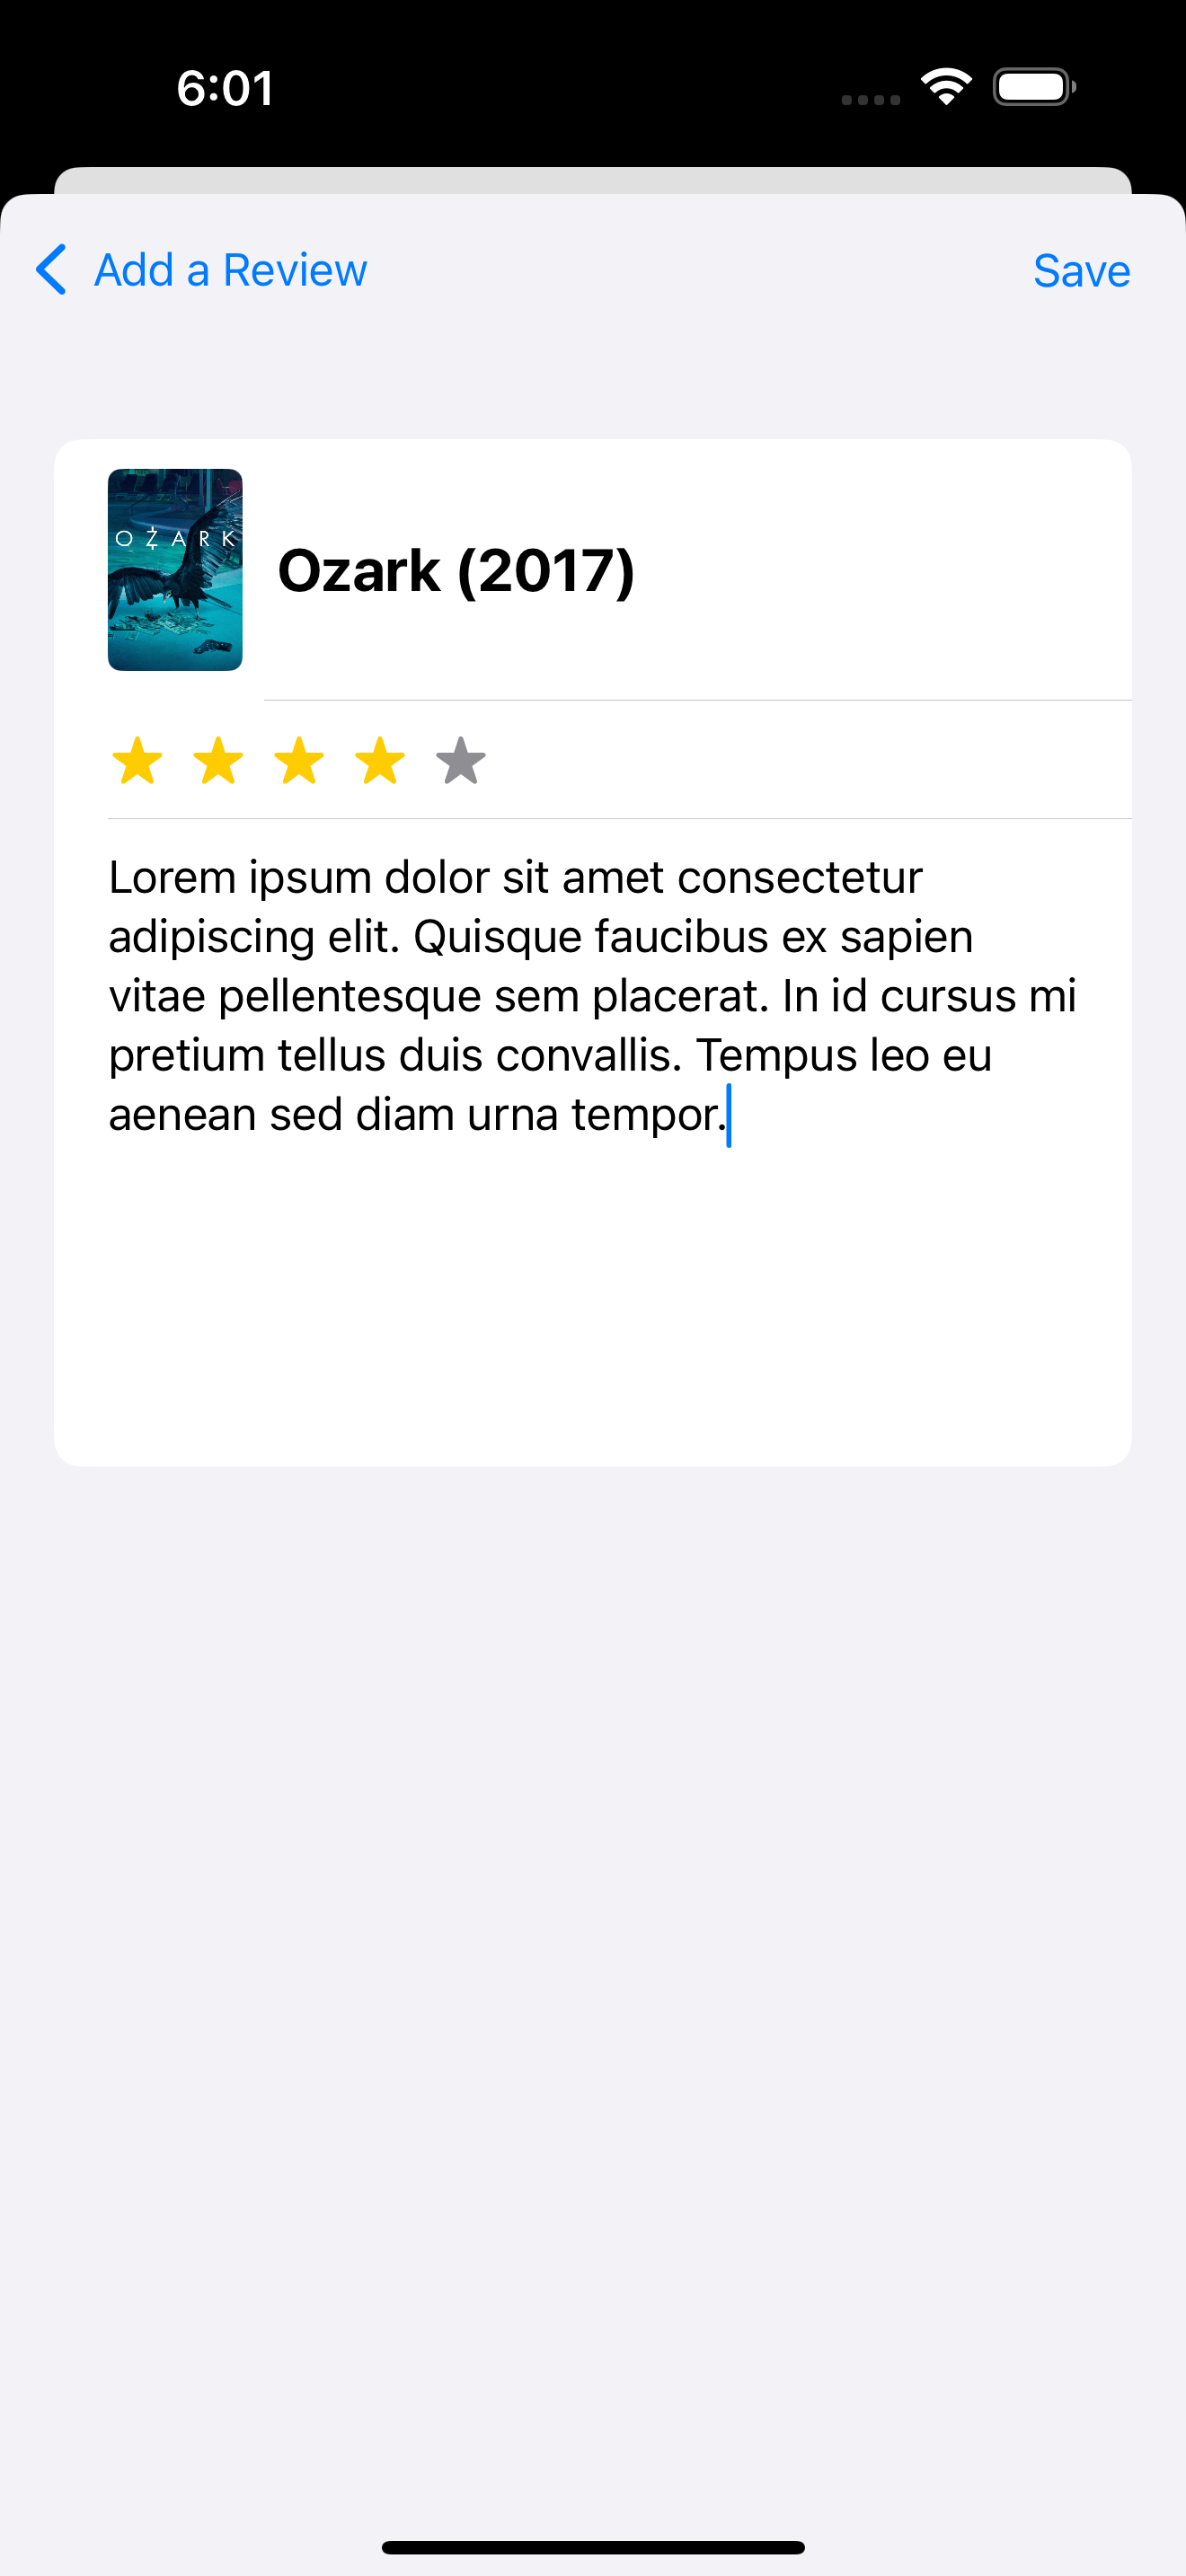 6:01
Add a Review
Save
OZARK
Ozark (2017)
Lorem ipsum dolor sit amet consectetur
adipiscing elit. Quisque faucibus ex sapien
vitae pellentesque sem placerat. In id cursus mi
pretium tellus duis convallis. Tempus leo eu
aenean sed diam urna tempor.